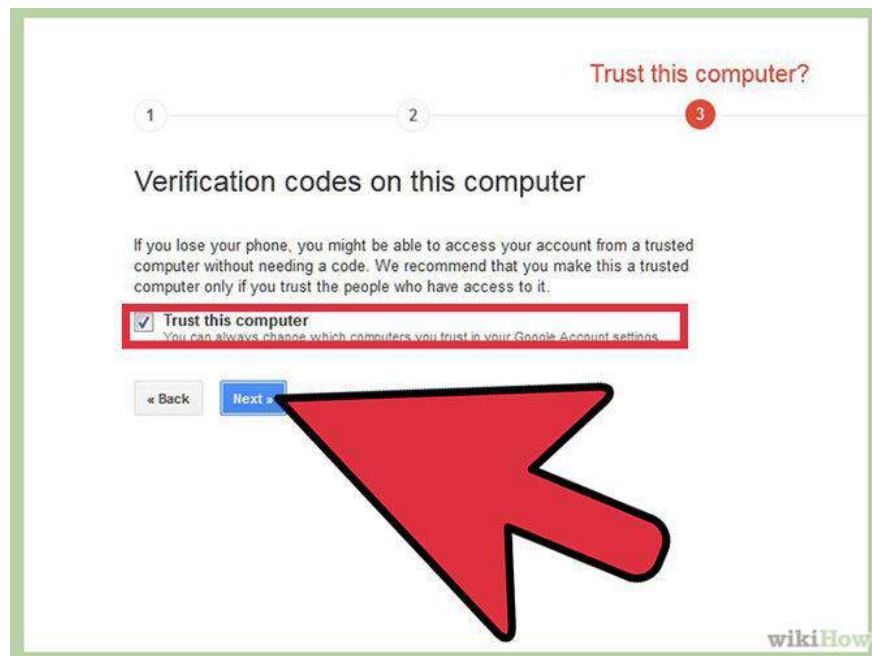 Trust this computer?
1 2 3
Verification codes on this computer
If you lose your phone, you might be able to access your account from a trusted
computer without needing a code. We recommend that you make this a trusted
computer only if you trust the people who have access to it.
Trust this computer
You can always change which computers you trust in your Google Account settings
« Back Next »
wikiHow